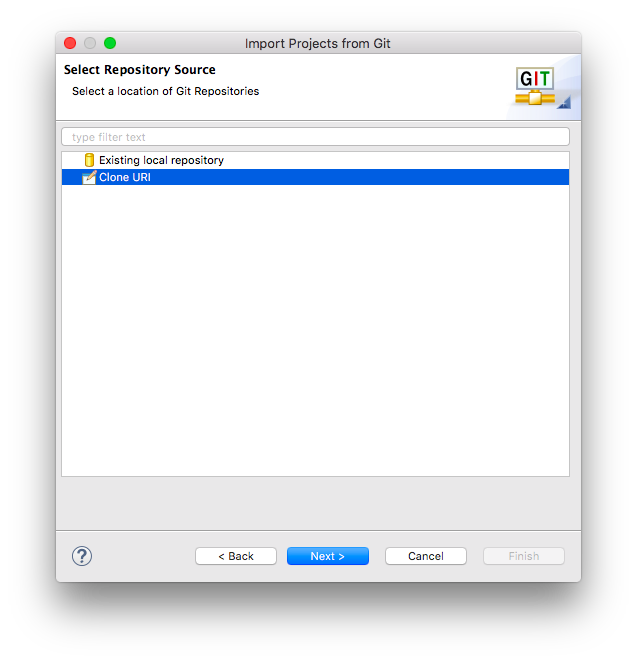 Import Projects from Git
Select Repository Source
Select a location of Git Repositories
GIT
type filter text
Existing local repository
Clone URI
?
< Back
Next >
Cancel
Finish